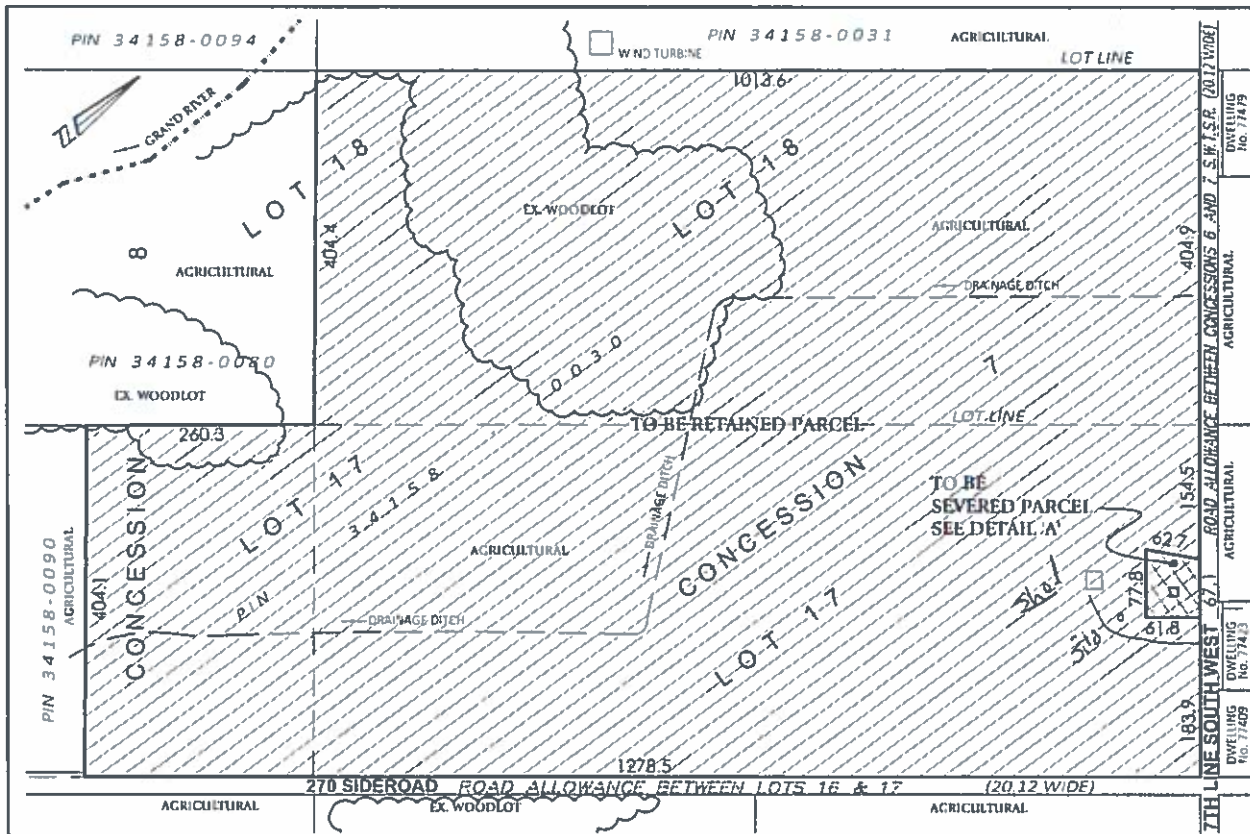 PIN 34158-0094
WIND TURBINE
PIN 34158-0031
AGRICULTURAL
LOT LINE
1013.6
GRAND RIVER
LOT 18
8
AGRICULTURAL
404.4
EX. WOODLOT
LOT 18
AGRICULTURAL
404.9
DRAINAGE DITCH
PIN 34158-0080
EX. WOODLOT
0030
7
LOT LINE
TO BE RETAINED PARCEL
260.3
CONCESSION
LOT 17
34158
PIN
AGRICULTURAL
DRAINAGE DITCH
CONCESSION
LOT 17
TO BE
SEVERED PARCEL
SEE DETAIL 'A'
154.5
62.7
77.8
61.8
67.1
Shed
183.9
404.1
DRAINAGE DITCH
PIN 34158-0090
AGRICULTURAL
1278.5
270 SIDEROAD ROAD ALLOWANCE BETWEEN LOTS 16 & 17 (20.12 WIDE)
AGRICULTURAL
EX. WOODLOT
AGRICULTURAL
7TH LINE SOUTH WEST
ROAD ALLOWANCE BETWEEN CONCESSIONS 6 AND 7 S.W.T.S.R. (20.12 WIDE)
DWELLING
No. 77479
AGRICULTURAL
AGRICULTURAL
DWELLING
No. 77423
DWELLING
No. 77409